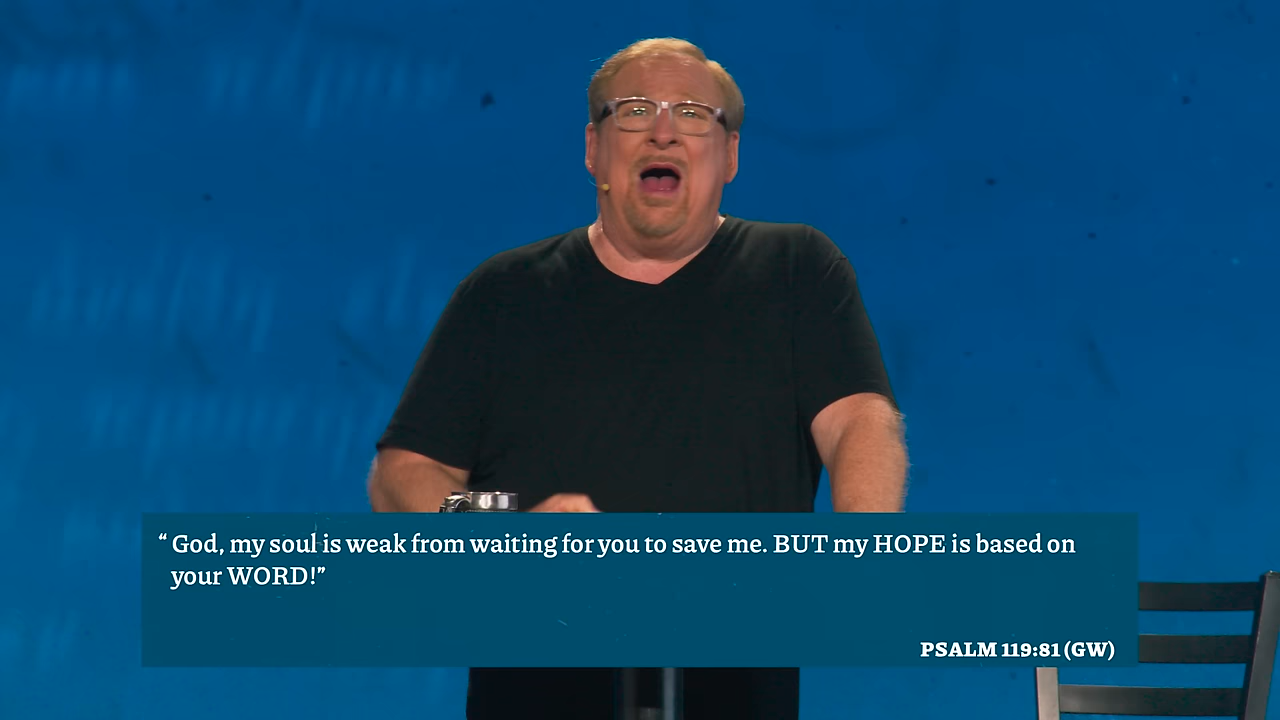 “ God, my soul is weak from waiting for you to save me. BUT my HOPE is based on
your WORD!”
PSALM 119:81 (GW)